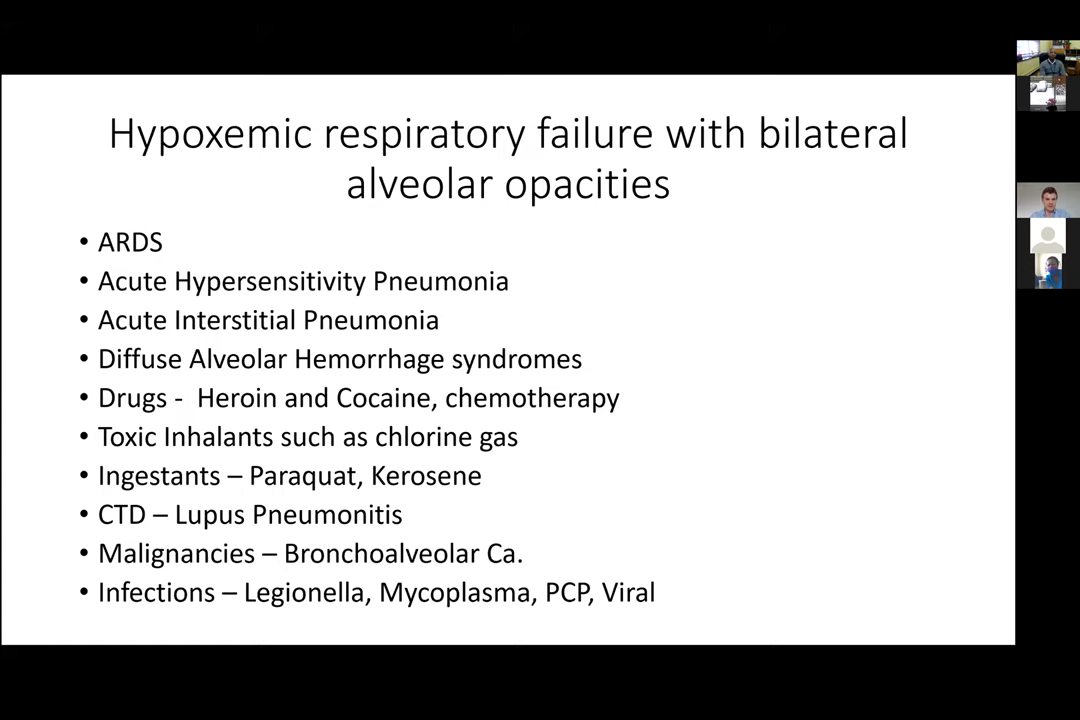 Hypoxemic respiratory failure with bilateral
alveolar opacities
• ARDS
• Acute Hypersensitivity Pneumonia
• Acute Interstitial Pneumonia
• Diffuse Alveolar Hemorrhage syndromes
• Drugs - Heroin and Cocaine, chemotherapy
• Toxic Inhalants such as chlorine gas
• Ingestants – Paraquat, Kerosene
• CTD – Lupus Pneumonitis
• Malignancies – Bronchoalveolar Ca.
• Infections – Legionella, Mycoplasma, PCP, Viral